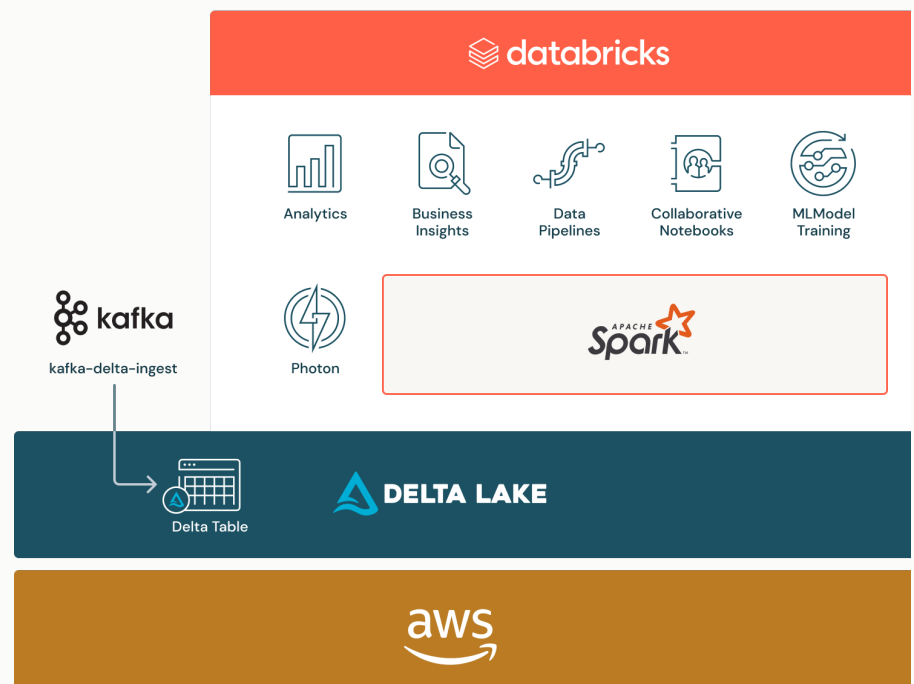 databricks
Analytics
Business
Insights
Data
Pipelines
Collaborative
Notebooks
MLModel
Training
kafka
kafka-delta-ingest
Photon
APACHE
Spark™
Delta Table
DELTA LAKE
aws